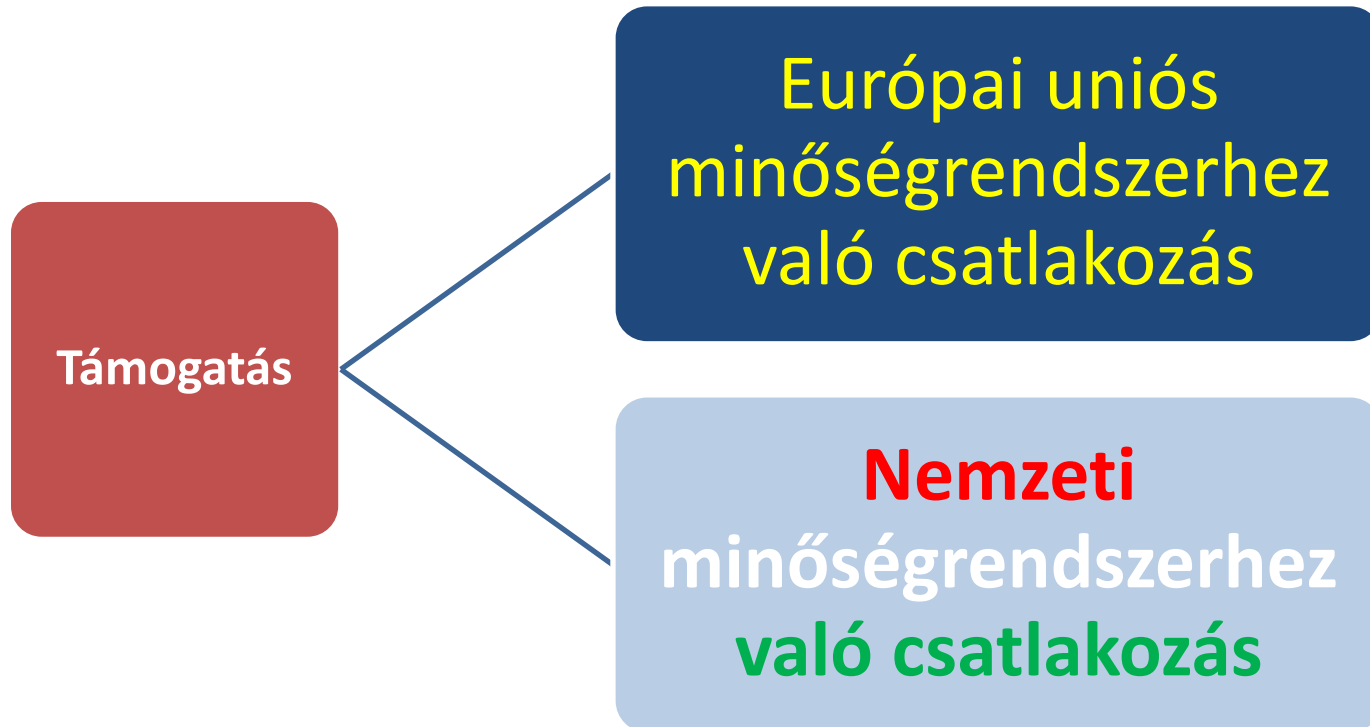 Támogatás
Európai uniós
minőségrendszerhez
való csatlakozás
Nemzeti
minőségrendszerhez
való csatlakozás